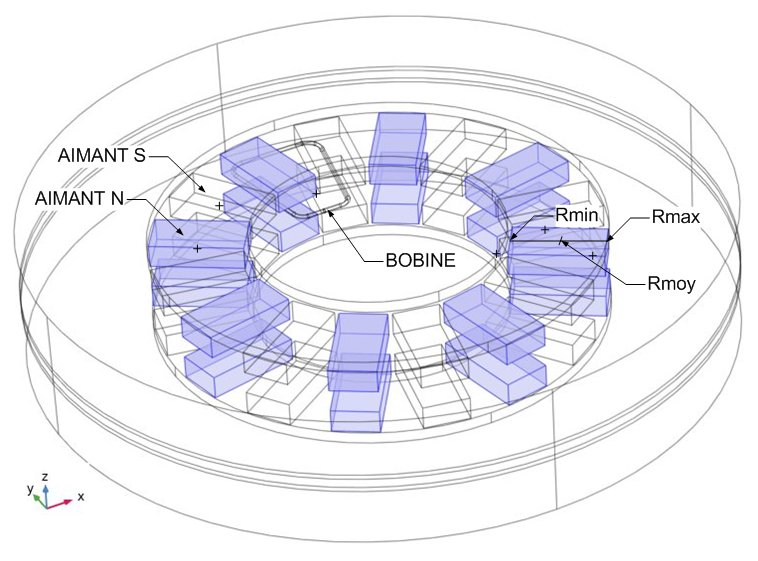 AIMANT S
AIMANT N
Rmin
Rmax
BOBINE
Rmoy
z
y
x